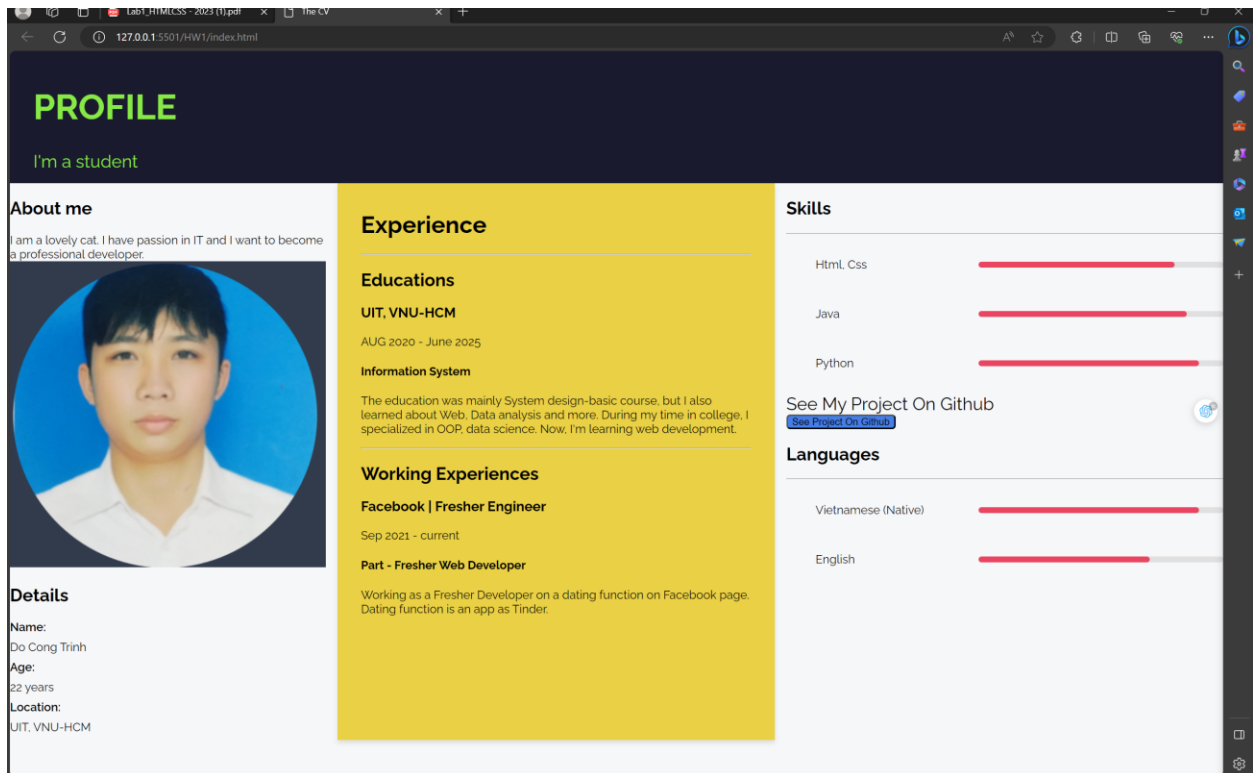 Lab1_HTMLCSS - 2023 (1).pdf
The CV
127.0.0.1:5501/HW1/index.html
PROFILE
I'm a student
About me
I am a lovely cat. I have passion in IT and I want to become
a professional developer.
Details
Name:
Do Cong Trinh
Age:
22 years
Location:
UIT, VNU-HCM
Experience
Educations
UIT, VNU-HCM
AUG 2020 - June 2025
Information System
The education was mainly System design-basic course, but I also
learned about Web, Data analysis and more. During my time in college, I
specialized in OOP, data science. Now, I'm learning web development.
Working Experiences
Facebook | Fresher Engineer
Sep 2021 - current
Part - Fresher Web Developer
Working as a Fresher Developer on a dating function on Facebook page.
Dating function is an app as Tinder.
Skills
Html, Css
Java
Python
See My Project On Github
See Project On Github
Languages
Vietnamese (Native)
English